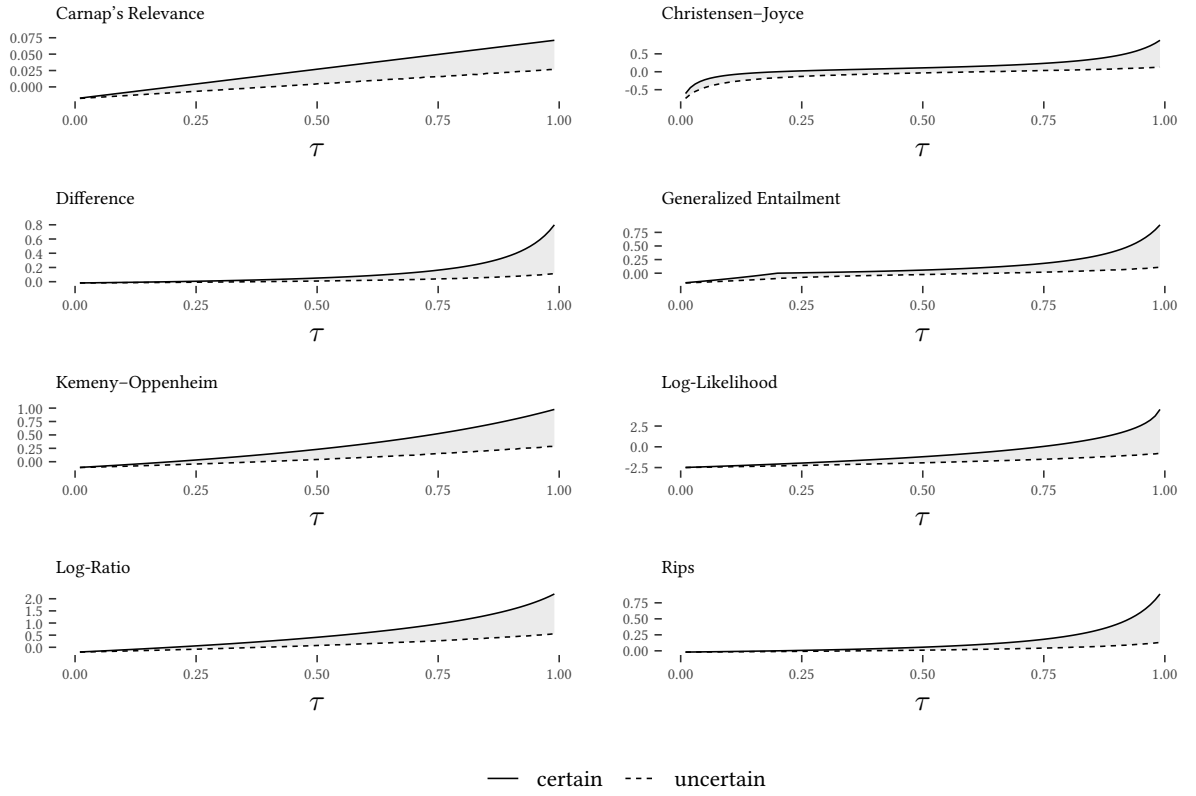 Carnap’s Relevance
0.075
0.050
0.025
0.000
0.00 0.25 0.50 0.75 1.00
τ
Christensen–Joyce
0.5
0.0
-0.5
0.00 0.25 0.50 0.75 1.00
τ
Difference
0.8
0.6
0.4
0.2
0.0
0.00 0.25 0.50 0.75 1.00
τ
Generalized Entailment
0.75
0.50
0.25
0.00
0.00 0.25 0.50 0.75 1.00
τ
Kemeny–Oppenheim
1.00
0.75
0.50
0.25
0.00
0.00 0.25 0.50 0.75 1.00
τ
Log-Likelihood
2.5
0.0
-2.5
0.00 0.25 0.50 0.75 1.00
τ
Log-Ratio
2.0
1.5
1.0
0.5
0.0
0.00 0.25 0.50 0.75 1.00
τ
Rips
0.75
0.50
0.25
0.00
0.00 0.25 0.50 0.75 1.00
τ
certain uncertain